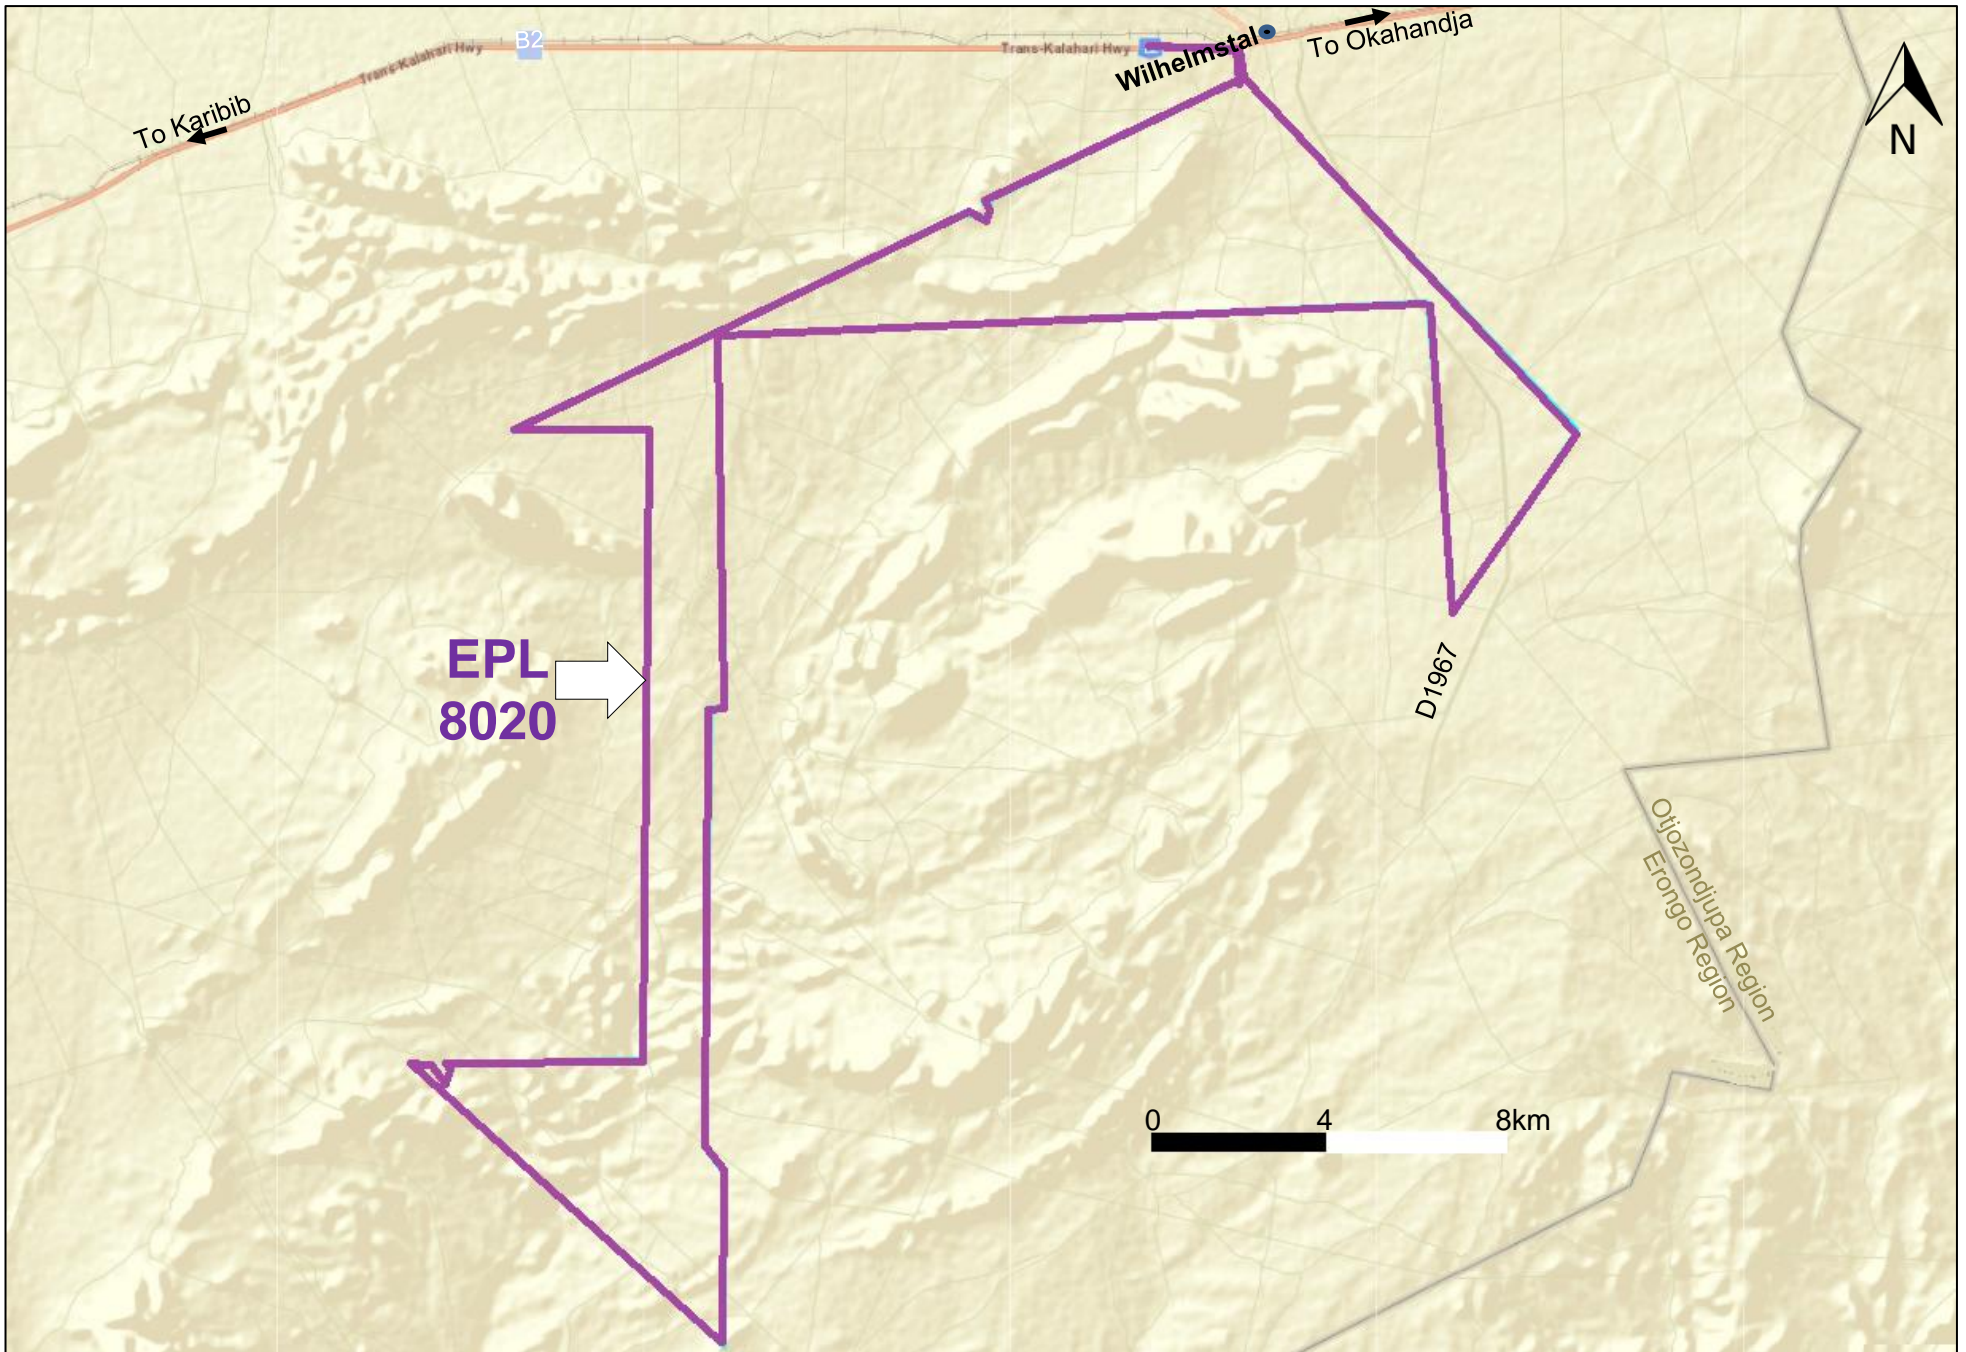 B2
Trans-Kalahari Hwy
Trans-Kalahari Hwy
Wilhelmstal
To Okahandja
To Karibib
N
EPL
8020
D1967
Otjozondjupa Region
Erongo Region
0 4 8km